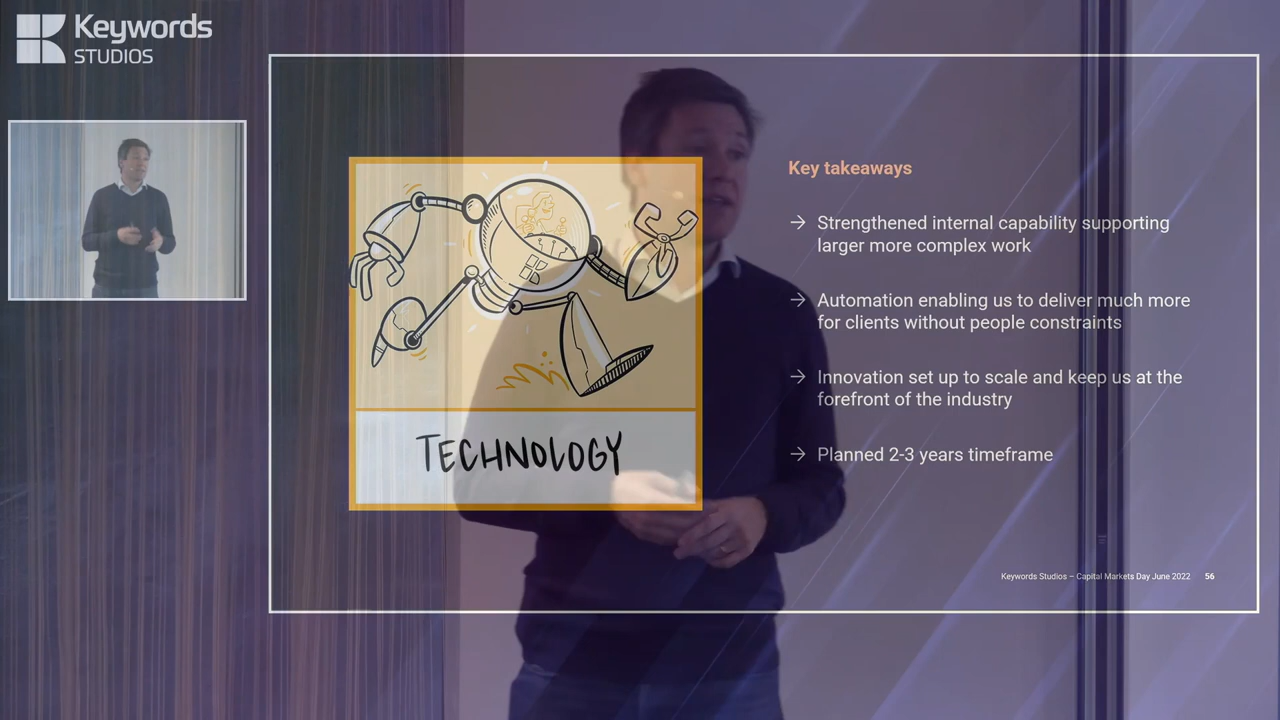 Keywords
STUDIOS
TECHNOLOGY
Key takeaways
→ Strengthened internal capability supporting
larger more complex work
→ Automation enabling us to deliver much more
for clients without people constraints
→ Innovation set up to scale and keep us at the
forefront of the industry
→ Planned 2-3 years timeframe
Keywords Studios – Capital Markets Day June 2022 56